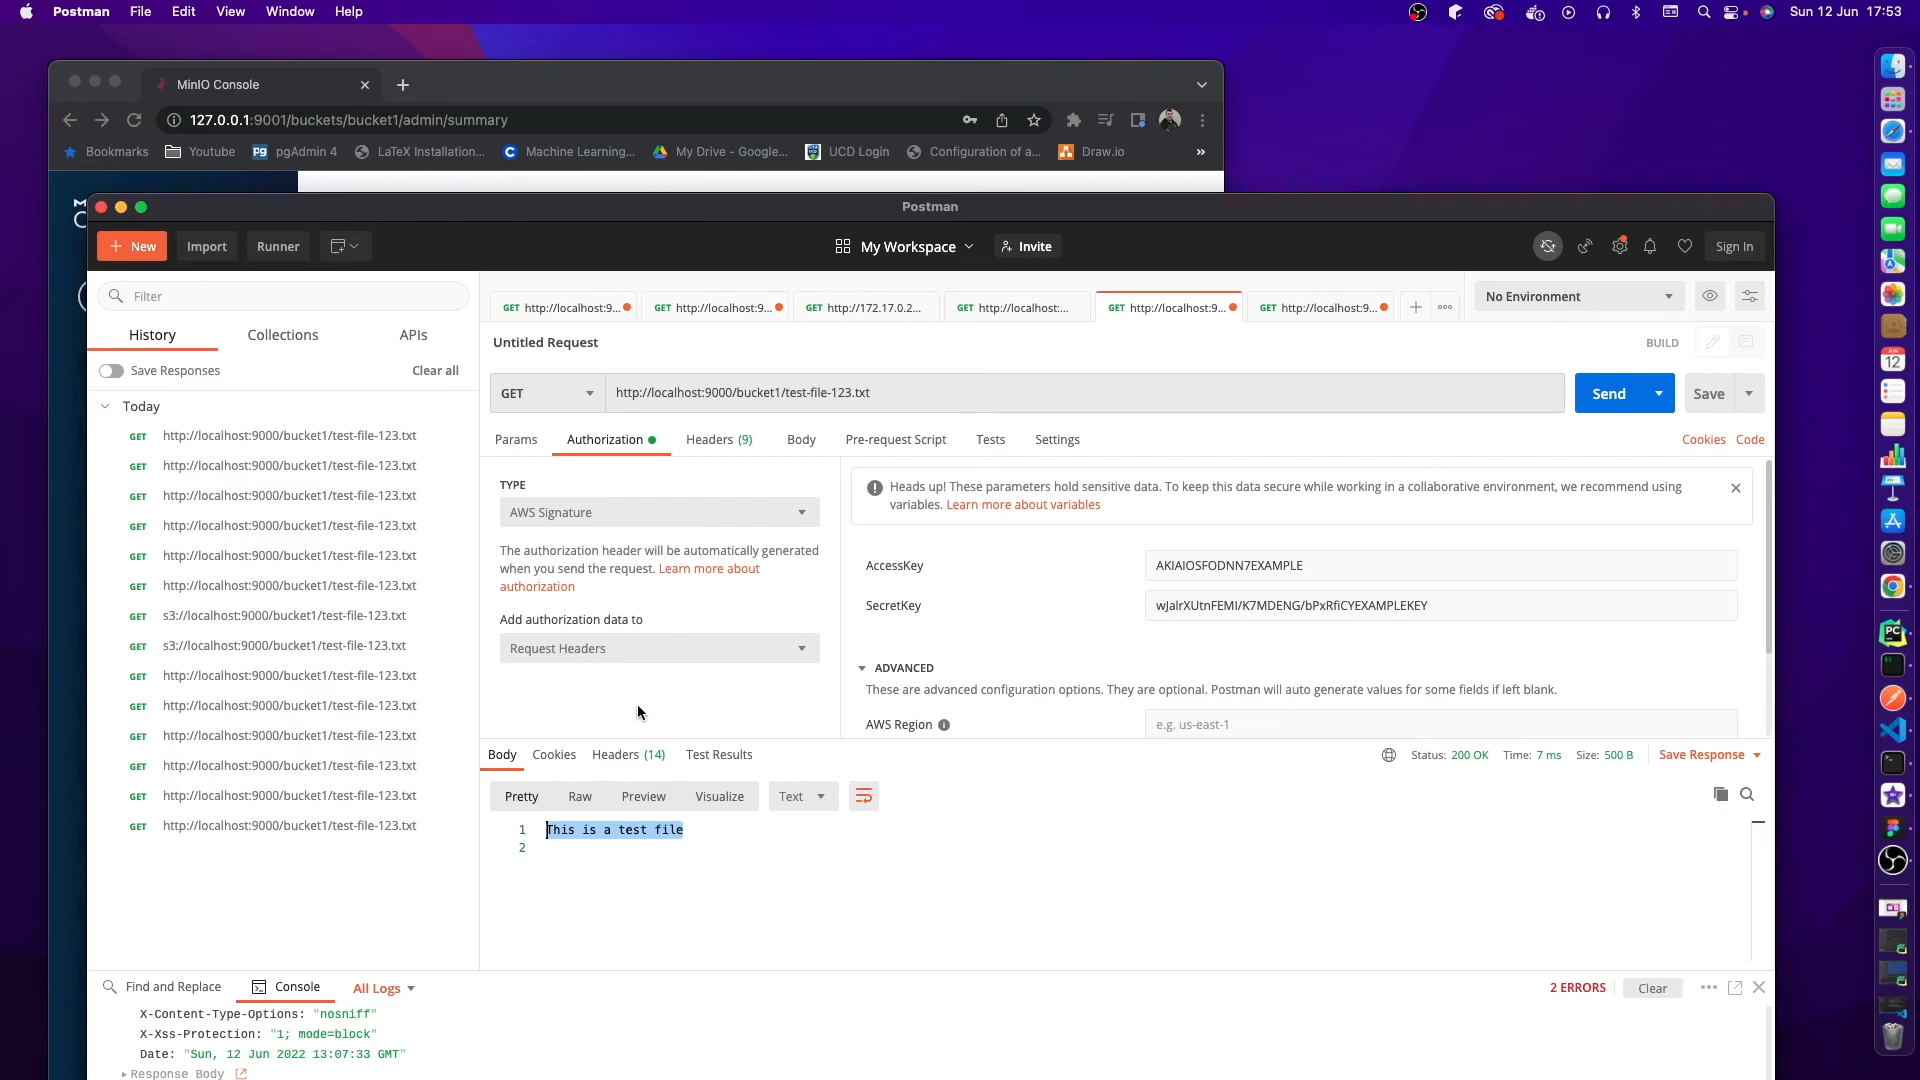 Postman File Edit View Window Help Sun 12 Jun 17:53
MinIO Console
127.0.0.1:9001/buckets/bucket1/admin/summary
Bookmarks Youtube pgAdmin 4 LaTeX Installation... Machine Learning... My Drive - Google... UCD Login Configuration of a... Draw.io »
Postman
New Import Runner My Workspace Invite Sign In
Filter
GET http://localhost:9... GET http://localhost:9... GET http://172.17.0.2... GET http://localhost:... GET http://localhost:9... GET http://localhost:9... No Environment
History Collections APIs
Untitled Request BUILD
Save Responses Clear all
GET http://localhost:9000/bucket1/test-file-123.txt Send Save
Today
GET http://localhost:9000/bucket1/test-file-123.txt
GET http://localhost:9000/bucket1/test-file-123.txt
GET http://localhost:9000/bucket1/test-file-123.txt
GET http://localhost:9000/bucket1/test-file-123.txt
GET http://localhost:9000/bucket1/test-file-123.txt
GET http://localhost:9000/bucket1/test-file-123.txt
GET s3://localhost:9000/bucket1/test-file-123.txt
GET s3://localhost:9000/bucket1/test-file-123.txt
GET http://localhost:9000/bucket1/test-file-123.txt
GET http://localhost:9000/bucket1/test-file-123.txt
GET http://localhost:9000/bucket1/test-file-123.txt
GET http://localhost:9000/bucket1/test-file-123.txt
GET http://localhost:9000/bucket1/test-file-123.txt
GET http://localhost:9000/bucket1/test-file-123.txt
Params Authorization Headers (9) Body Pre-request Script Tests Settings Cookies Code
TYPE
AWS Signature
The authorization header will be automatically generated
when you send the request. Learn more about
authorization
Add authorization data to
Request Headers
Heads up! These parameters hold sensitive data. To keep this data secure while working in a collaborative environment, we recommend using
variables. Learn more about variables
AccessKey AKIAIOSFODNN7EXAMPLE
SecretKey wJalrXUtnFEMI/K7MDENG/bPxRfiCYEXAMPLEKEY
ADVANCED
These are advanced configuration options. They are optional. Postman will auto generate values for some fields if left blank.
AWS Region e.g. us-east-1
Body Cookies Headers (14) Test Results Status: 200 OK Time: 7 ms Size: 500 B Save Response
Pretty Raw Preview Visualize Text
1 This is a test file
2
Find and Replace Console All Logs 2 ERRORS Clear
X-Content-Type-Options: "nosniff"
X-Xss-Protection: "1; mode=block"
Date: "Sun, 12 Jun 2022 13:07:33 GMT"
Response Body